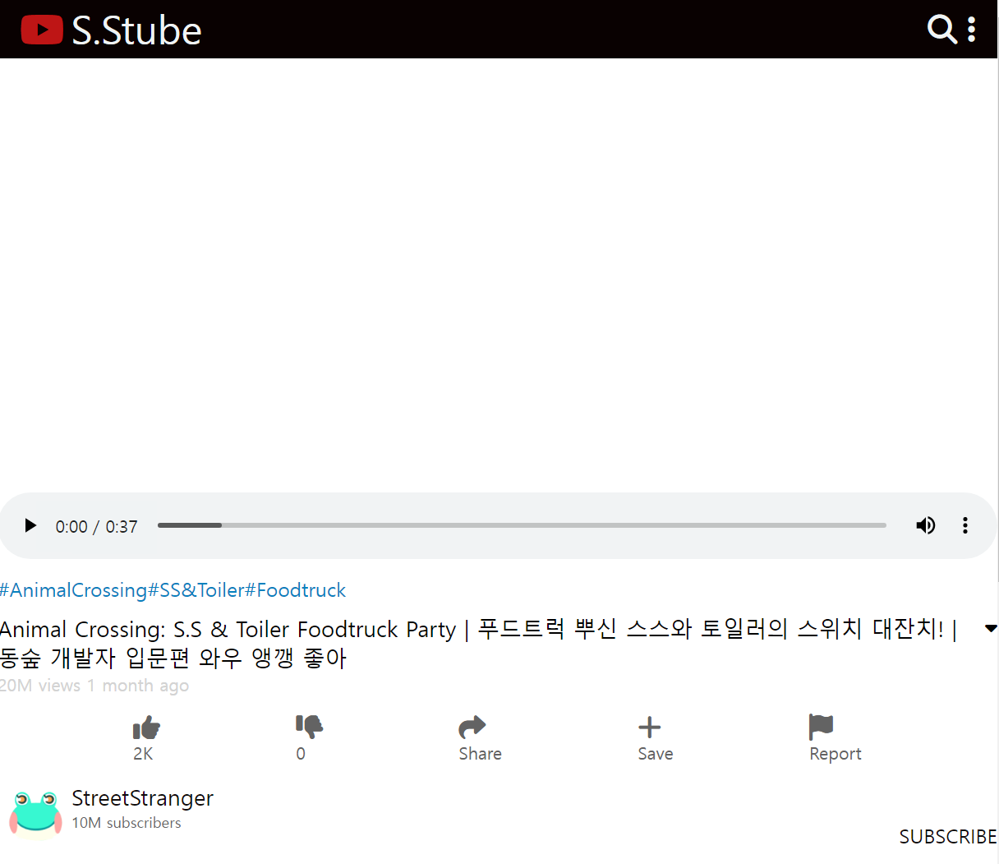 S.Stube
0:00 / 0:37
#AnimalCrossing#SS&Toiler#Foodtruck
Animal Crossing: S.S & Toiler Foodtruck Party | 푸드트럭 뿌신 스스와 토일러의 스위치 대잔치! |
동숲 개발자 입문편 와우 앵깽 좋아
20M views 1 month ago
2K
0
Share
Save
Report
StreetStranger
10M subscribers
SUBSCRIBE